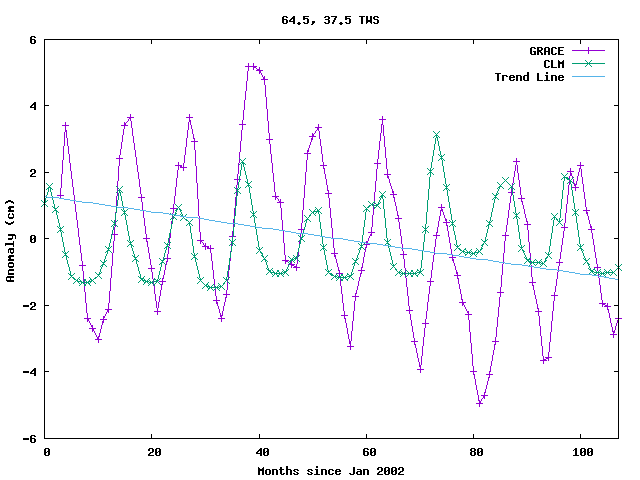 64.5, 37.5 TWS
GRACE
CLM
Trend Line
6
4
2
0
-2
-4
-6
Anomaly (cm)
0 20 40 60 80 100
Months since Jan 2002